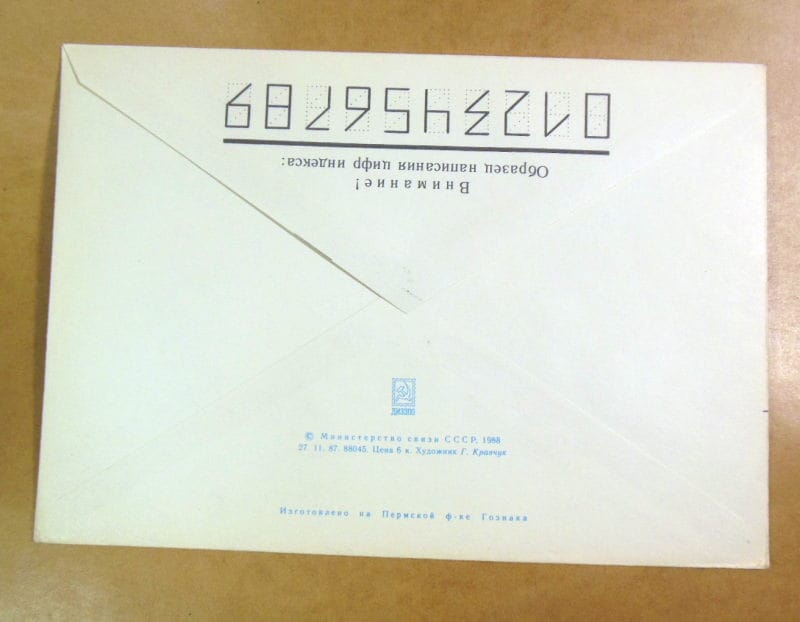 Внимание!
Образец написания цифр индекса:
0123456789
ДИЭЗПО
© Министерство связи СССР, 1988
27. 11. 87. 88045. Цена 6 к. Художник Г. Кравчук
Изготовлено на Пермской ф-ке Гознака